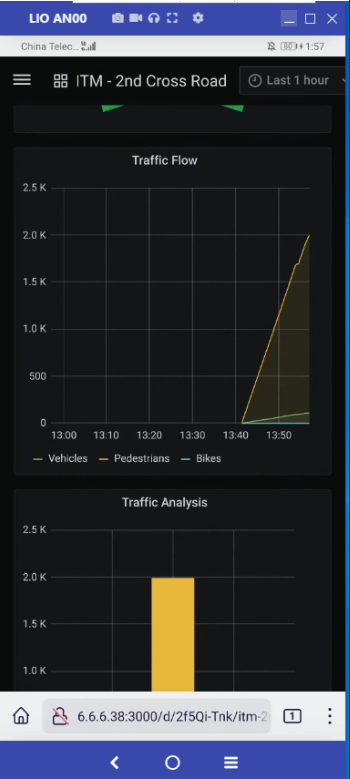 LIO AN00
China Telec... 1:57
ITM - 2nd Cross Road
Last 1 hour
Traffic Flow
2.5 K
2.0 K
1.5 K
1.0 K
500
0
13:00 13:10 13:20 13:30 13:40 13:50
Vehicles Pedestrians Bikes
Traffic Analysis
2.5 K
2.0 K
1.5 K
1.0 K
6.6.6.38:3000/d/2f5Qi-Tnk/itm-2
1